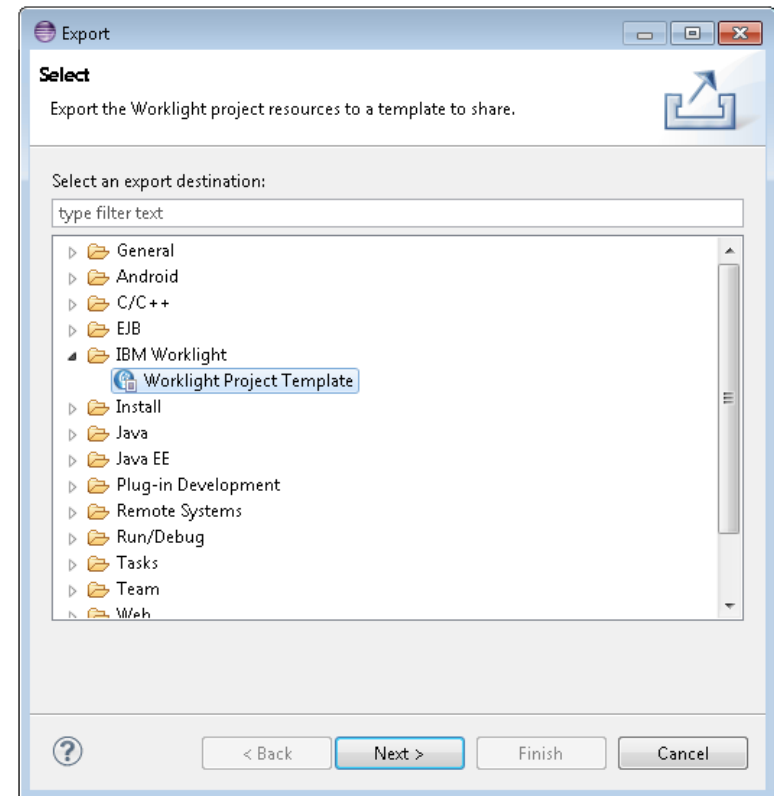 Export
Select
Export the Worklight project resources to a template to share.
Select an export destination:
type filter text
General
Android
C/C++
EJB
IBM Worklight
Worklight Project Template
Install
Java
Java EE
Plug-in Development
Remote Systems
Run/Debug
Tasks
Team
Web
? < Back Next > Finish Cancel